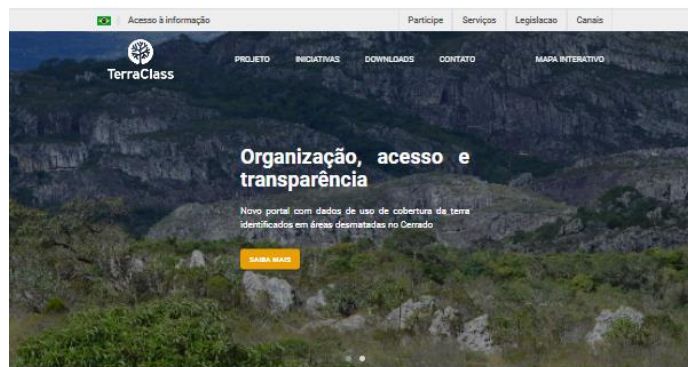 Acesso à informação
Participe Serviços Legislacao Canais
TerraClass
PROJETO INICIATIVAS DOWNLOADS CONTATO MAPA INTERATIVO
Organização, acesso e
transparência
Novo portal com dados de uso de cobertura da terra
identificados em áreas desmatadas no Cerrado
SAIBA MAIS